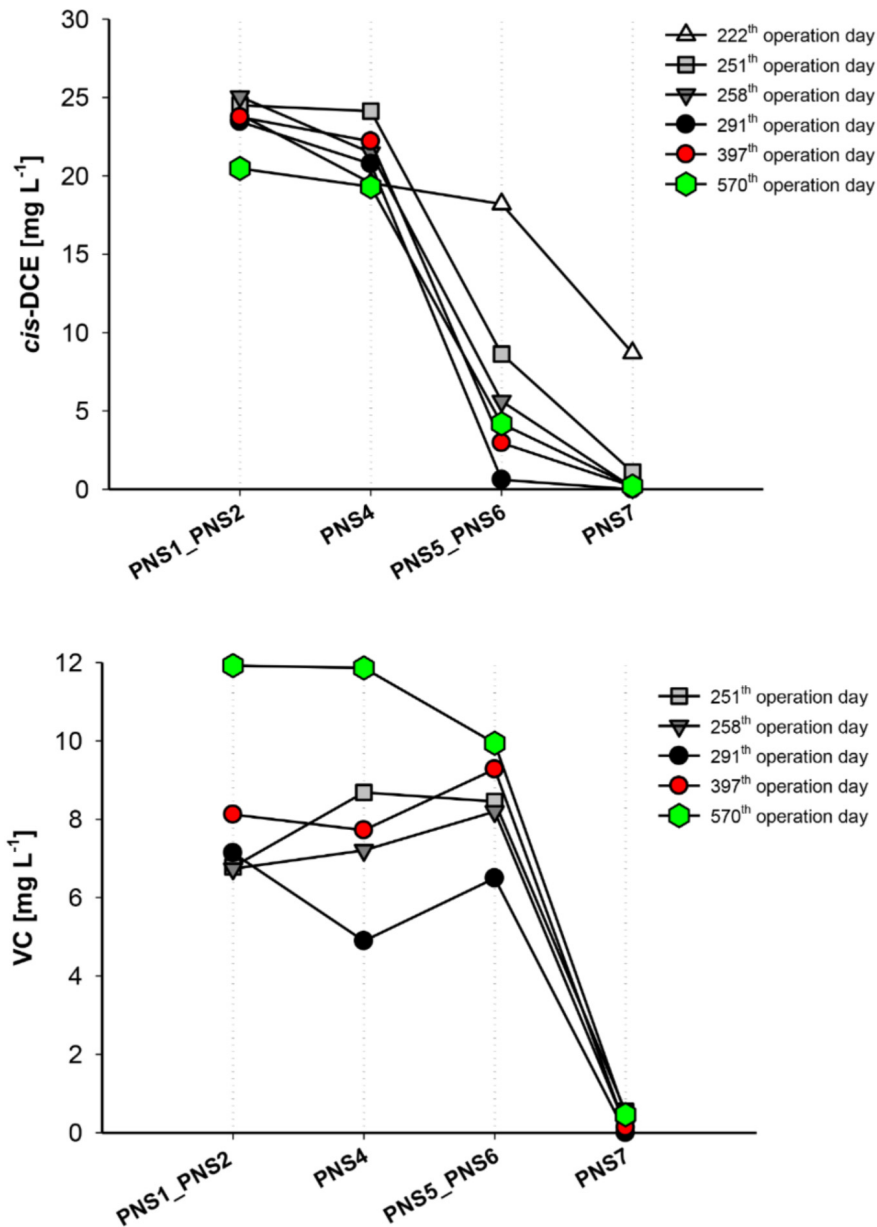 30
25
20
15
10
5
0
cis-DCE [mg L-1]
PNS1_PNS2
PNS4
PNS5_PNS6
PNS7
222th operation day
251th operation day
258th operation day
291th operation day
397th operation day
570th operation day
12
10
8
6
4
2
0
VC [mg L-1]
PNS1_PNS2
PNS4
PNS5_PNS6
PNS7
251th operation day
258th operation day
291th operation day
397th operation day
570th operation day